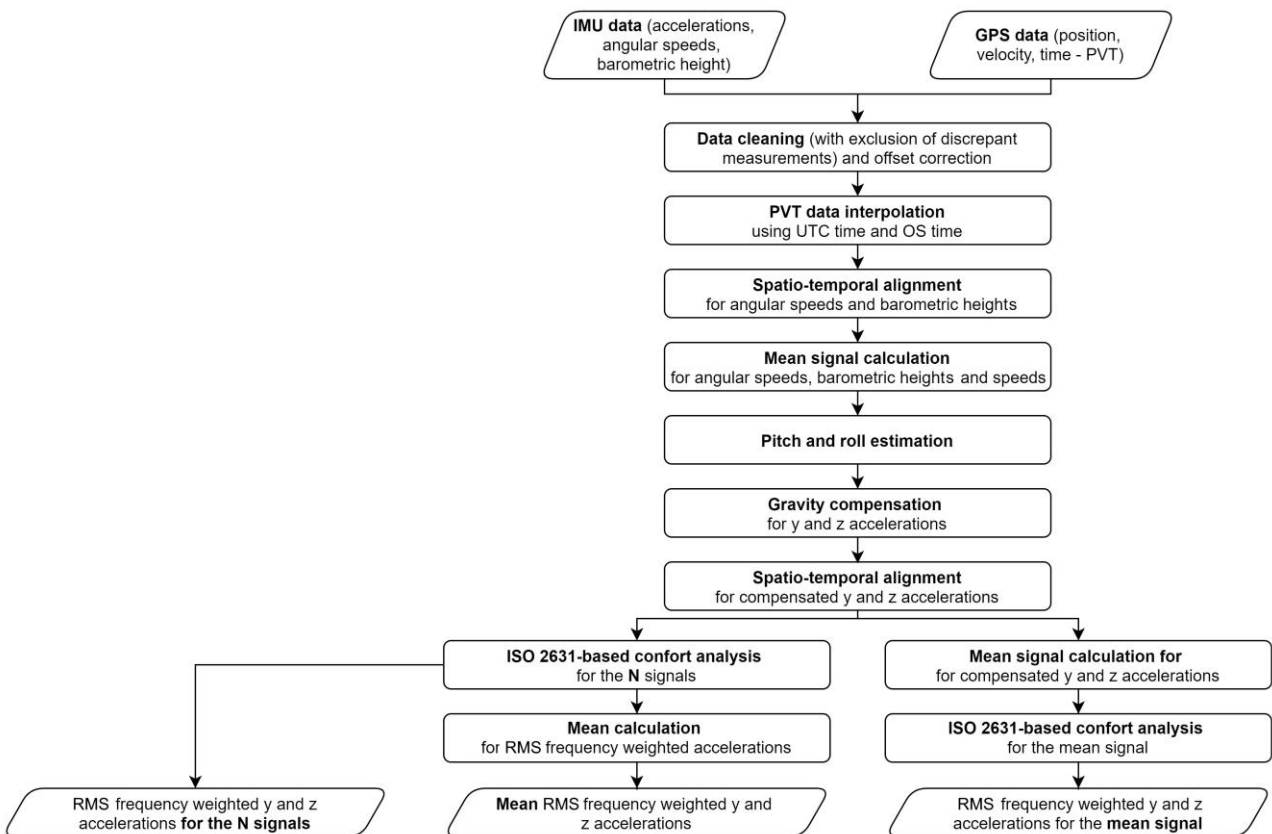 IMU data (accelerations,
angular speeds,
barometric height)
GPS data (position,
velocity, time - PVT)
Data cleaning (with exclusion of discrepant
measurements) and offset correction
PVT data interpolation
using UTC time and OS time
Spatio-temporal alignment
for angular speeds and barometric heights
Mean signal calculation
for angular speeds, barometric heights and speeds
Pitch and roll estimation
Gravity compensation
for y and z accelerations
Spatio-temporal alignment
for compensated y and z accelerations
ISO 2631-based confort analysis
for the N signals
Mean signal calculation for
for compensated y and z accelerations
Mean calculation
for RMS frequency weighted accelerations
ISO 2631-based confort analysis
for the mean signal
RMS frequency weighted y and z
accelerations for the N signals
Mean RMS frequency weighted y and
z accelerations
RMS frequency weighted y and z
accelerations for the mean signal